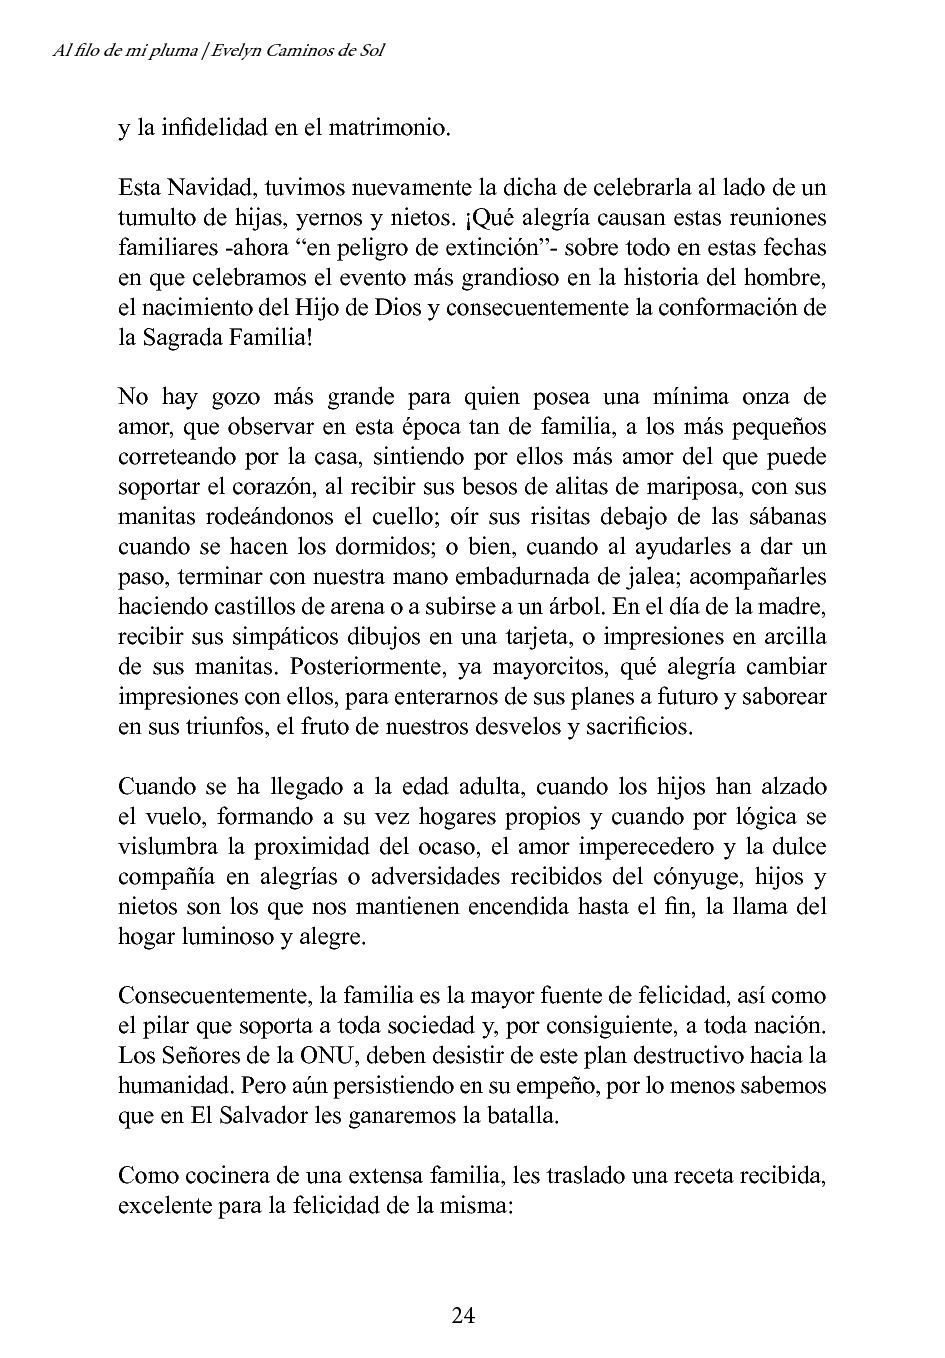 Al filo de mi pluma | Evelyn Caminos de Sol
y la infidelidad en el matrimonio.
Esta Navidad, tuvimos nuevamente la dicha de celebrarla al lado de un
tumulto de hijas, yernos y nietos. ¡Qué alegría causan estas reuniones
familiares -ahora “en peligro de extinción”- sobre todo en estas fechas
en que celebramos el evento más grandioso en la historia del hombre,
el nacimiento del Hijo de Dios y consecuentemente la conformación de
la Sagrada Familia!
No hay gozo más grande para quien posea una mínima onza de
amor, que observar en esta época tan de familia, a los más pequeños
correteando por la casa, sintiendo por ellos más amor del que puede
soportar el corazón, al recibir sus besos de alitas de mariposa, con sus
manitas rodeándonos el cuello; oír sus risitas debajo de las sábanas
cuando se hacen los dormidos; o bien, cuando al ayudarles a dar un
paso, terminar con nuestra mano embadurnada de jalea; acompañarles
haciendo castillos de arena o a subirse a un árbol. En el día de la madre,
recibir sus simpáticos dibujos en una tarjeta, o impresiones en arcilla
de sus manitas. Posteriormente, ya mayorcitos, qué alegría cambiar
impresiones con ellos, para enterarnos de sus planes a futuro y saborear
en sus triunfos, el fruto de nuestros desvelos y sacrificios.
Cuando se ha llegado a la edad adulta, cuando los hijos han alzado
el vuelo, formando a su vez hogares propios y cuando por lógica se
vislumbra la proximidad del ocaso, el amor imperecedero y la dulce
compañía en alegrías o adversidades recibidos del cónyuge, hijos y
nietos son los que nos mantienen encendida hasta el fin, la llama del
hogar luminoso y alegre.
Consecuentemente, la familia es la mayor fuente de felicidad, así como
el pilar que soporta a toda sociedad y, por consiguiente, a toda nación.
Los Señores de la ONU, deben desistir de este plan destructivo hacia la
humanidad. Pero aún persistiendo en su empeño, por lo menos sabemos
que en El Salvador les ganaremos la batalla.
Como cocinera de una extensa familia, les traslado una receta recibida,
excelente para la felicidad de la misma:
24